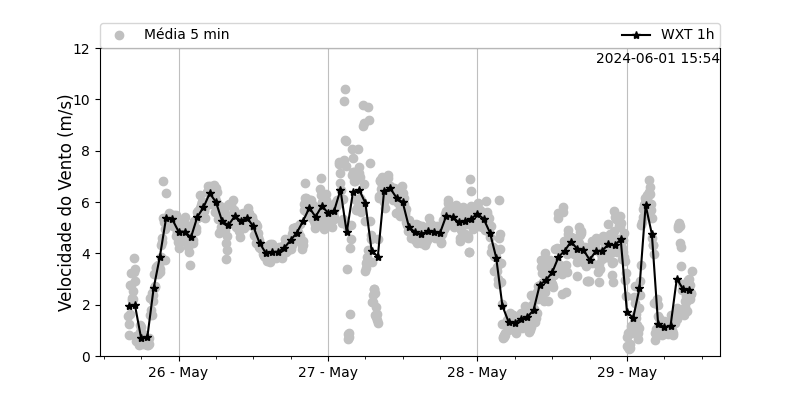 Média 5 min
WXT 1h
2024-06-01 15:54
Velocidade do Vento (m/s)
12
10
8
6
4
2
0
26 - May
27 - May
28 - May
29 - May